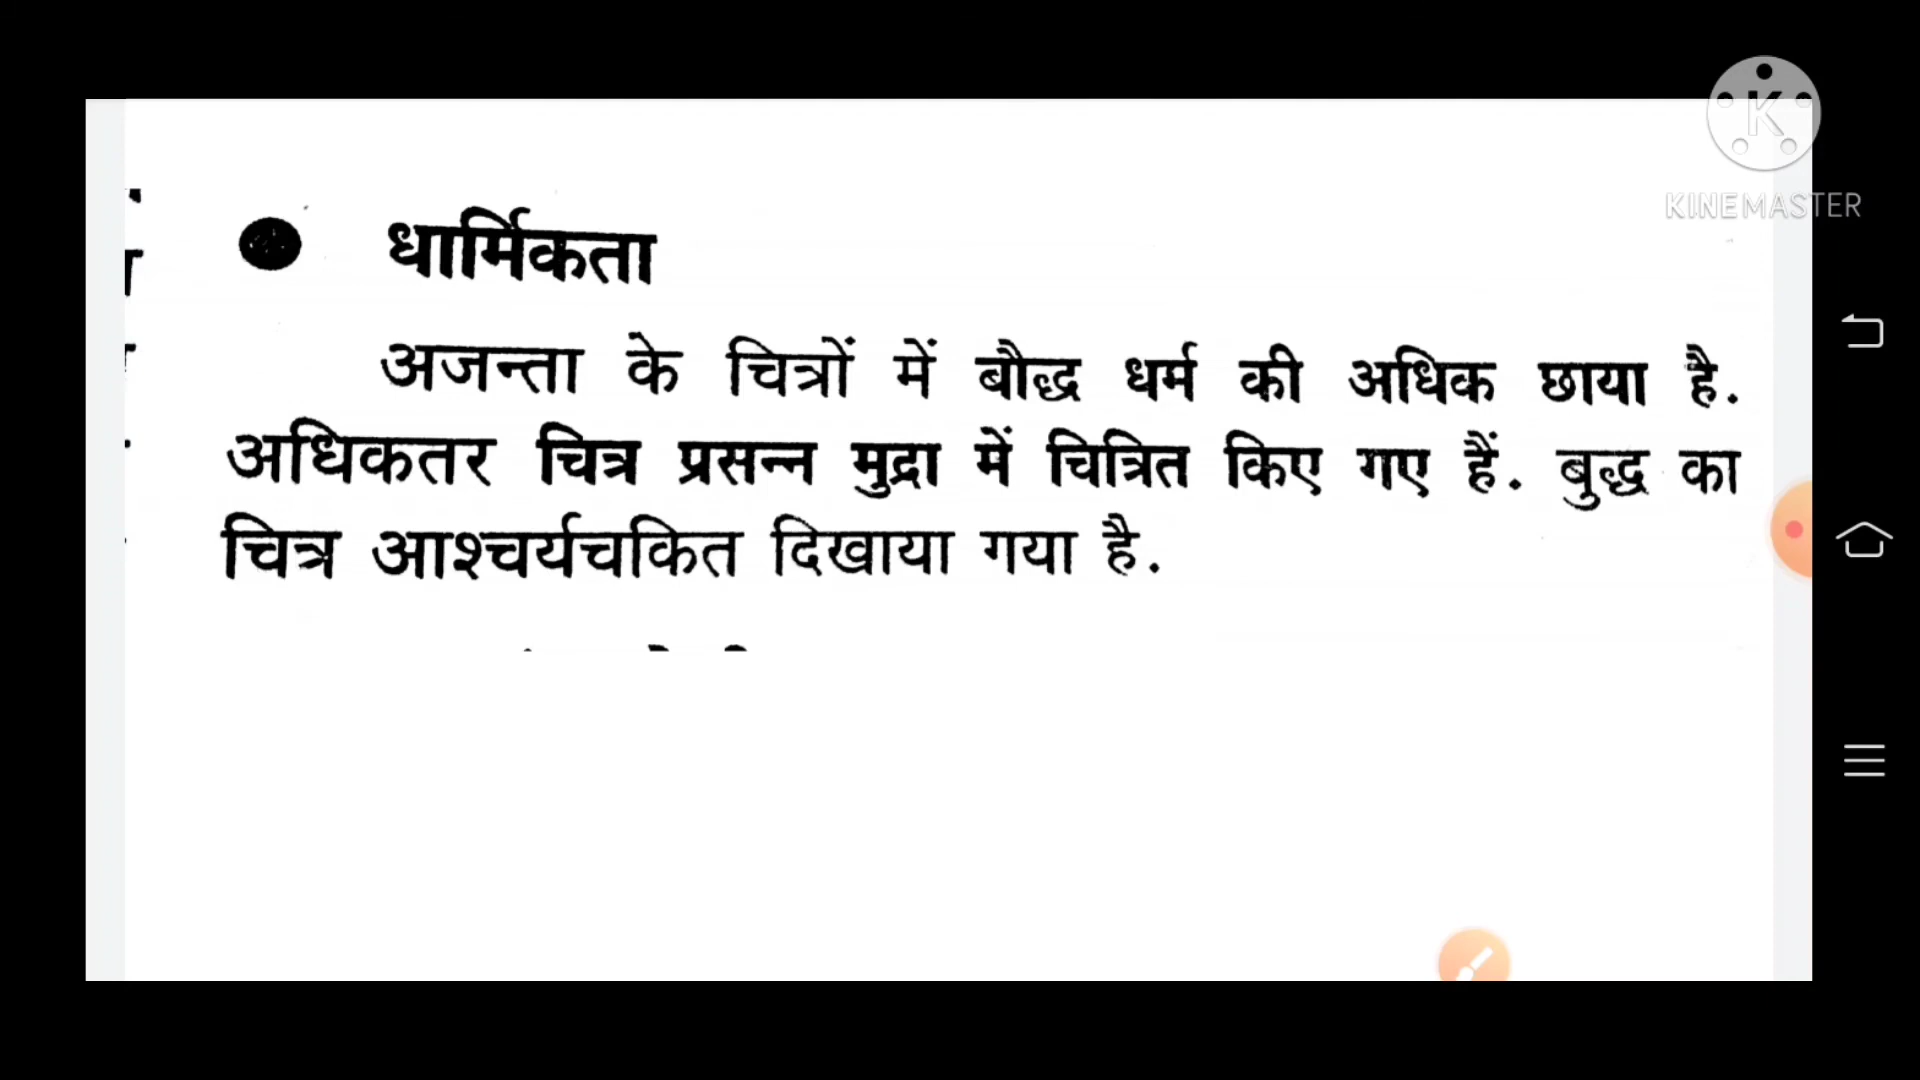 KINEMASTER
● धार्मिकता
अजन्ता के चित्रों में बौद्ध धर्म की अधिक छाया है.
अधिकतर चित्र प्रसन्न मुद्रा में चित्रित किए गए हैं. बुद्ध का
चित्र आश्चर्यचकित दिखाया गया है.